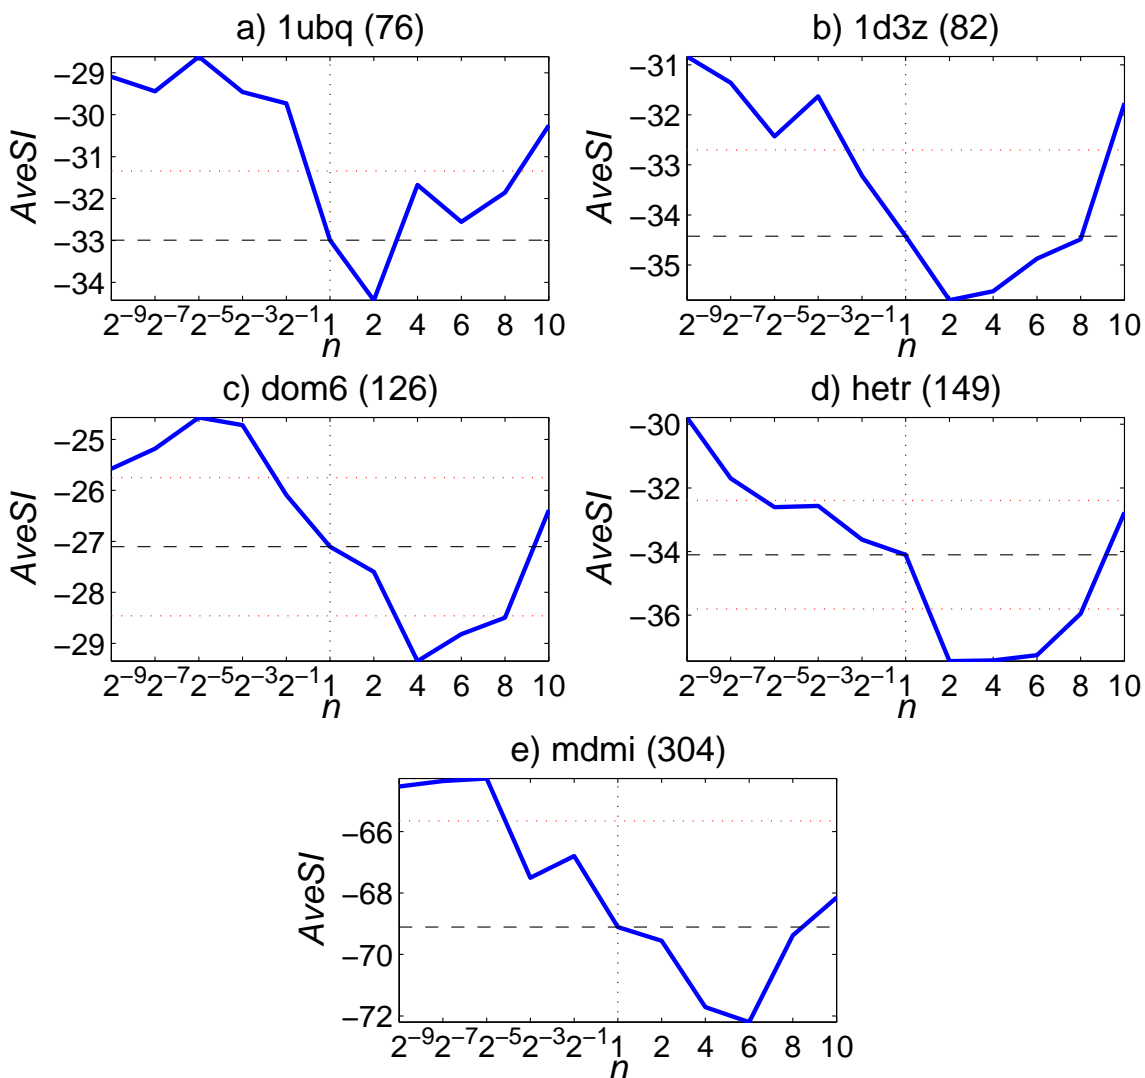 a) 1ubq (76)
AveSI
−29
−30
−31
−32
−33
−34
2⁻⁹ 2⁻⁷ 2⁻⁵ 2⁻³ 2⁻¹ 1 2 4 6 8 10
n
b) 1d3z (82)
AveSI
−31
−32
−33
−34
−35
2⁻⁹ 2⁻⁷ 2⁻⁵ 2⁻³ 2⁻¹ 1 2 4 6 8 10
n
c) dom6 (126)
AveSI
−25
−26
−27
−28
−29
2⁻⁹ 2⁻⁷ 2⁻⁵ 2⁻³ 2⁻¹ 1 2 4 6 8 10
n
d) hetr (149)
AveSI
−30
−32
−34
−36
2⁻⁹ 2⁻⁷ 2⁻⁵ 2⁻³ 2⁻¹ 1 2 4 6 8 10
n
e) mdmi (304)
AveSI
−66
−68
−70
−72
2⁻⁹ 2⁻⁷ 2⁻⁵ 2⁻³ 2⁻¹ 1 2 4 6 8 10
n